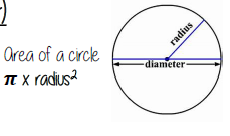 Area of a circle
π x radius²
radius
diameter